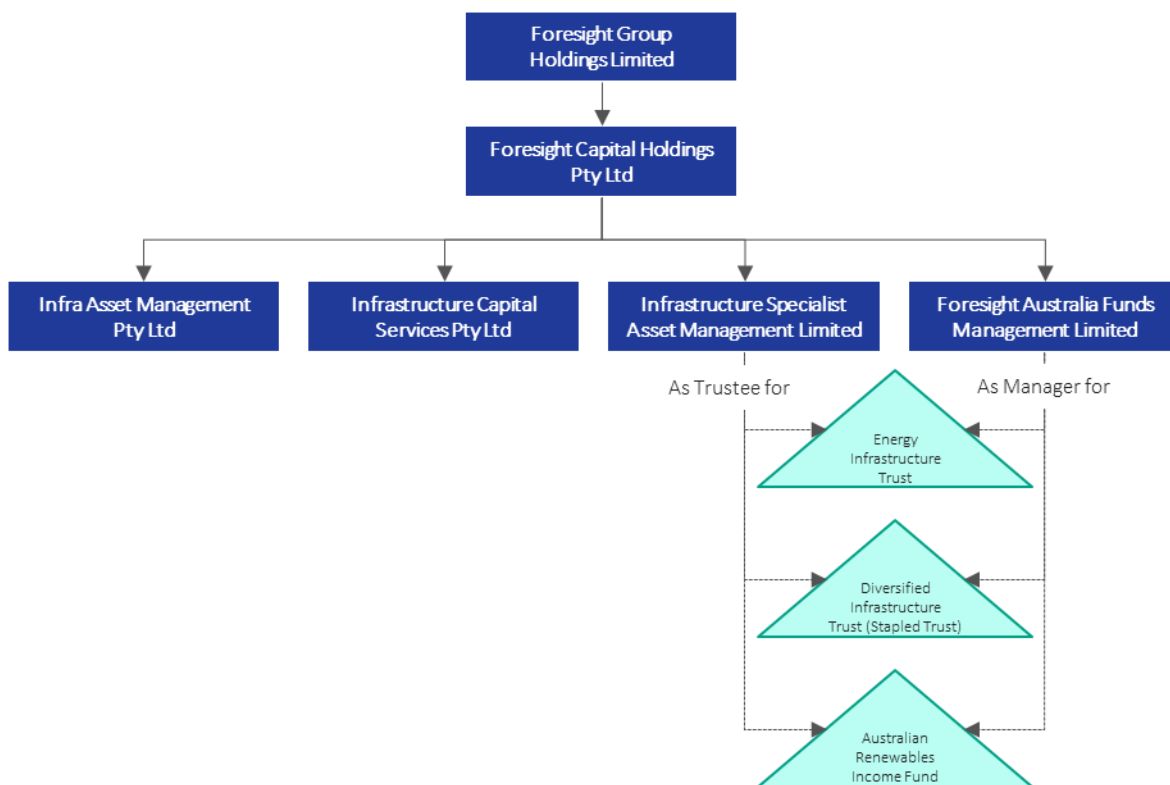 Foresight Group
Holdings Limited
Foresight Capital Holdings
Pty Ltd
Infra Asset Management
Pty Ltd
Infrastructure Capital
Services Pty Ltd
Infrastructure Specialist
Asset Management Limited
Foresight Australia Funds
Management Limited
As Trustee for
As Manager for
Energy
Infrastructure
Trust
Diversified
Infrastructure
Trust (Stapled Trust)
Australian
Renewables
Income Fund